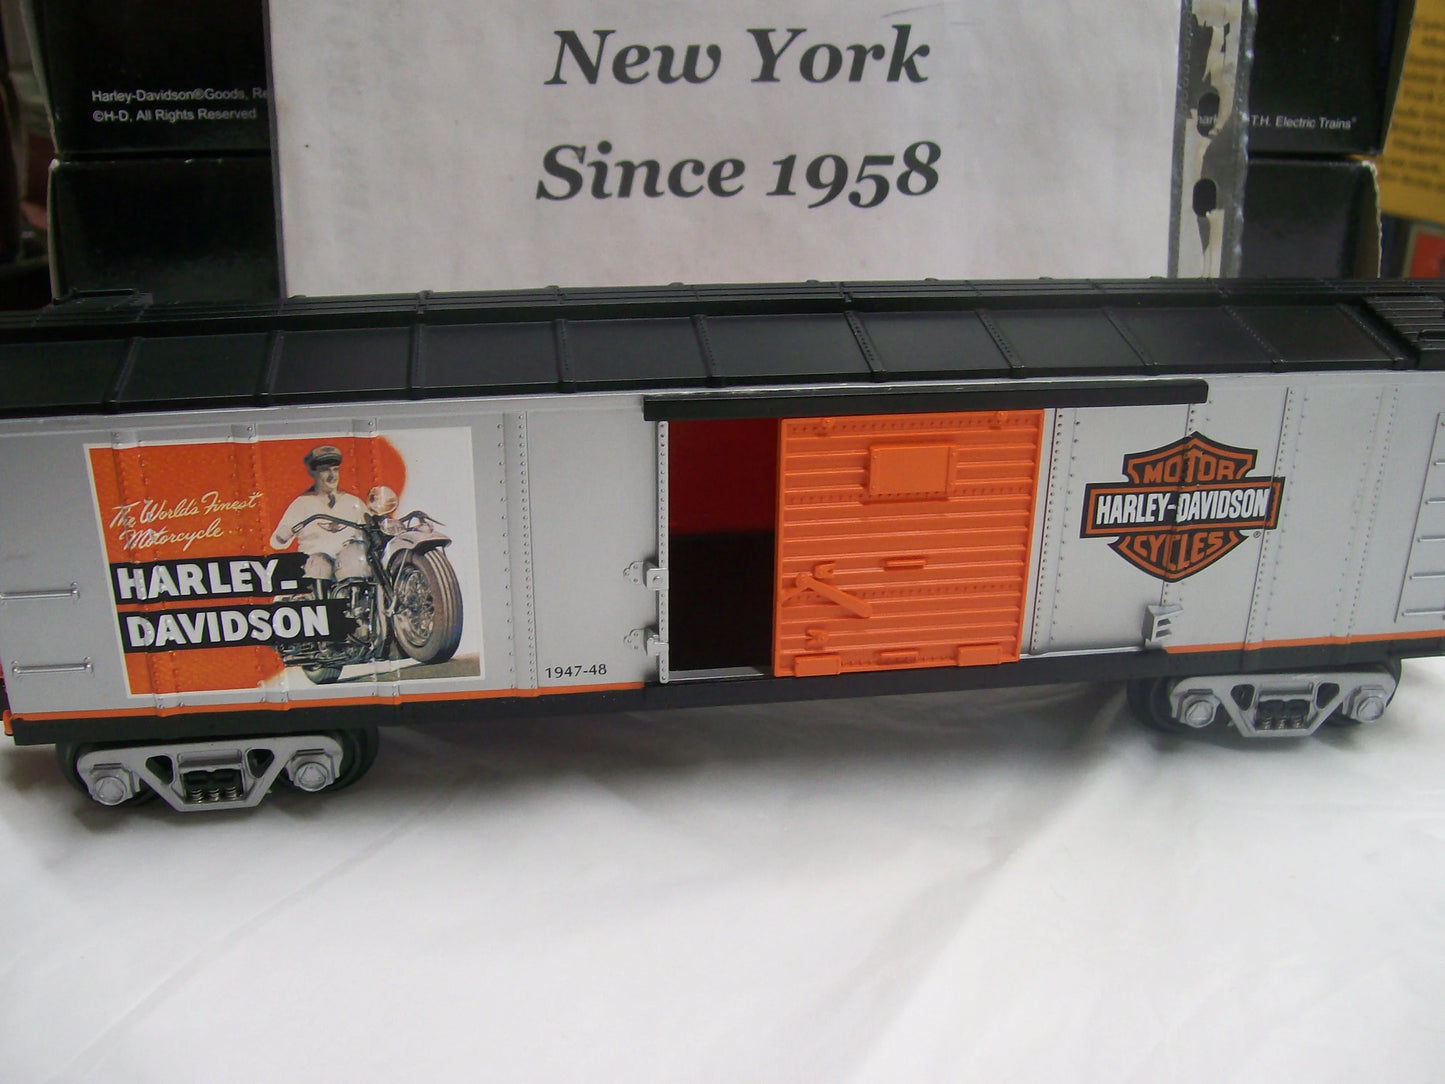 New York
Since 1958
Harley-Davidson®Goods, Re
©H-D, All Rights Reserved
T.H. Electric Trains
The World's Finest
Motorcycle.
HARLEY-
DAVIDSON
1947-48
MOTOR
HARLEY-DAVIDSON
CYCLES
®